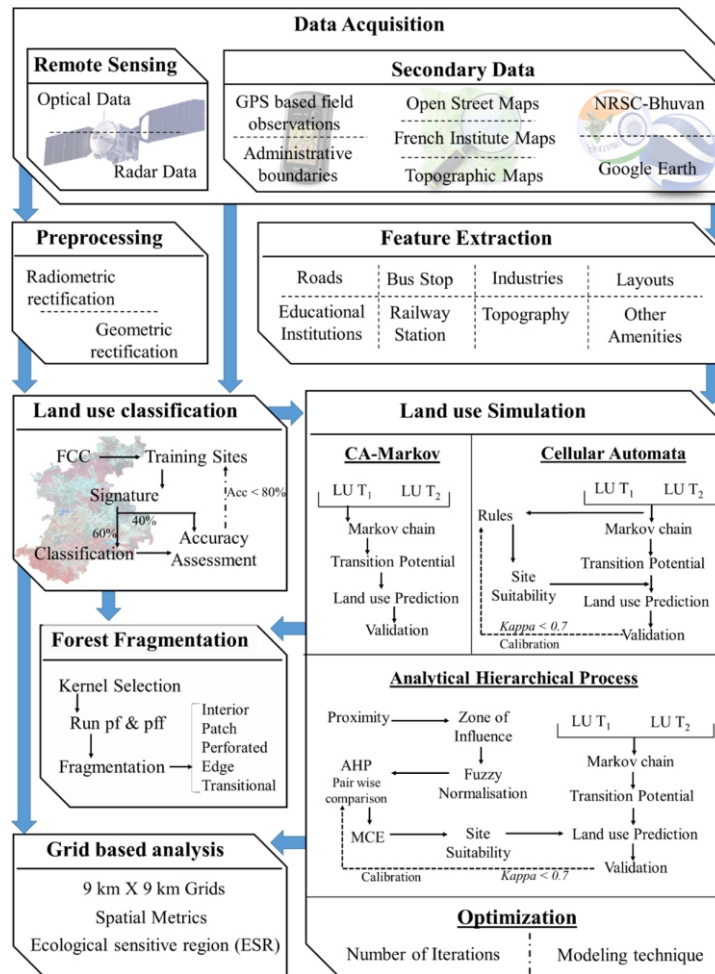 Data Acquisition
Remote Sensing
Optical Data
Radar Data
Secondary Data
GPS based field
observations
Administrative
boundaries
Open Street Maps
French Institute Maps
Topographic Maps
NRSC-Bhuvan
Google Earth
Preprocessing
Radiometric
rectification
Geometric
rectification
Feature Extraction
Roads
Bus Stop
Industries
Layouts
Educational
Institutions
Railway
Station
Topography
Other
Amenities
Land use classification
FCC
Training Sites
Signature
Acc < 80%
60%
40%
Classification
Accuracy
Assessment
Land use Simulation
CA-Markov
LU T₁
LU T₂
Markov chain
Transition Potential
Land use Prediction
Validation
Cellular Automata
LU T₁
LU T₂
Rules
Markov chain
Transition Potential
Site
Suitability
Land use Prediction
Kappa < 0.7
Validation
Calibration
Forest Fragmentation
Kernel Selection
Run pf & pff
Fragmentation
Interior
Patch
Perforated
Edge
Transitional
Analytical Hierarchical Process
Proximity
Zone of
Influence
LU T₁
LU T₂
AHP
Pair wise
comparison
Fuzzy
Normalisation
Markov chain
Transition Potential
MCE
Site
Suitability
Land use Prediction
Validation
Calibration
Kappa < 0.7
Grid based analysis
9 km X 9 km Grids
Spatial Metrics
Ecological sensitive region (ESR)
Optimization
Number of Iterations
Modeling technique